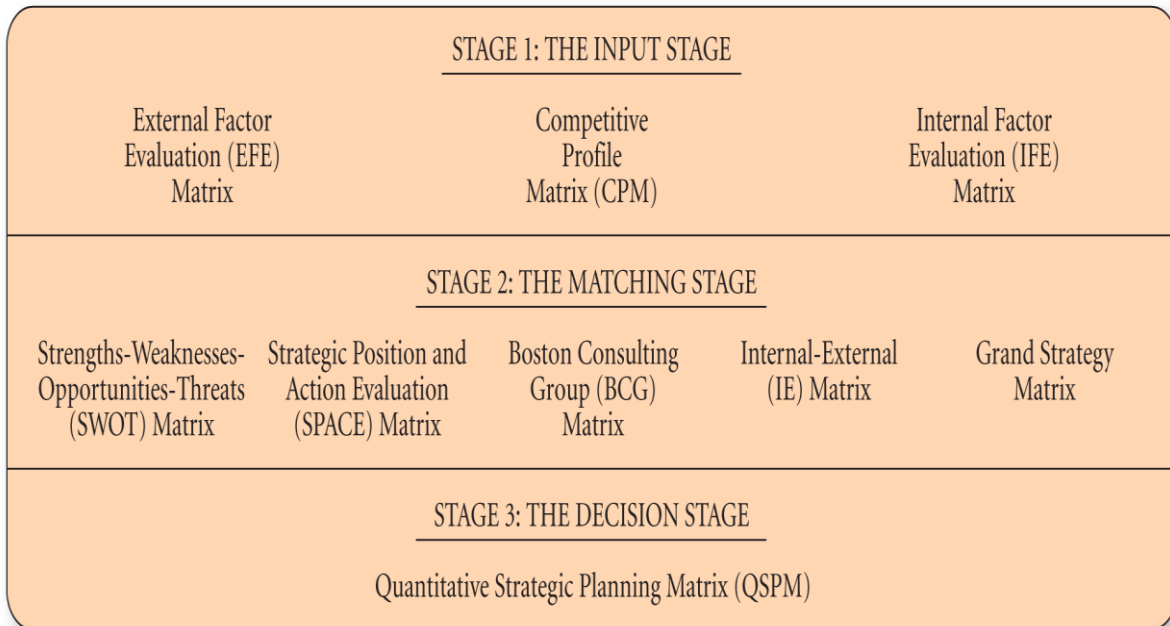 STAGE 1: THE INPUT STAGE
External Factor
Evaluation (EFE)
Matrix
Competitive
Profile
Matrix (CPM)
Internal Factor
Evaluation (IFE)
Matrix
STAGE 2: THE MATCHING STAGE
Strengths-Weaknesses-
Opportunities-Threats
(SWOT) Matrix
Strategic Position and
Action Evaluation
(SPACE) Matrix
Boston Consulting
Group (BCG)
Matrix
Internal-External
(IE) Matrix
Grand Strategy
Matrix
STAGE 3: THE DECISION STAGE
Quantitative Strategic Planning Matrix (QSPM)